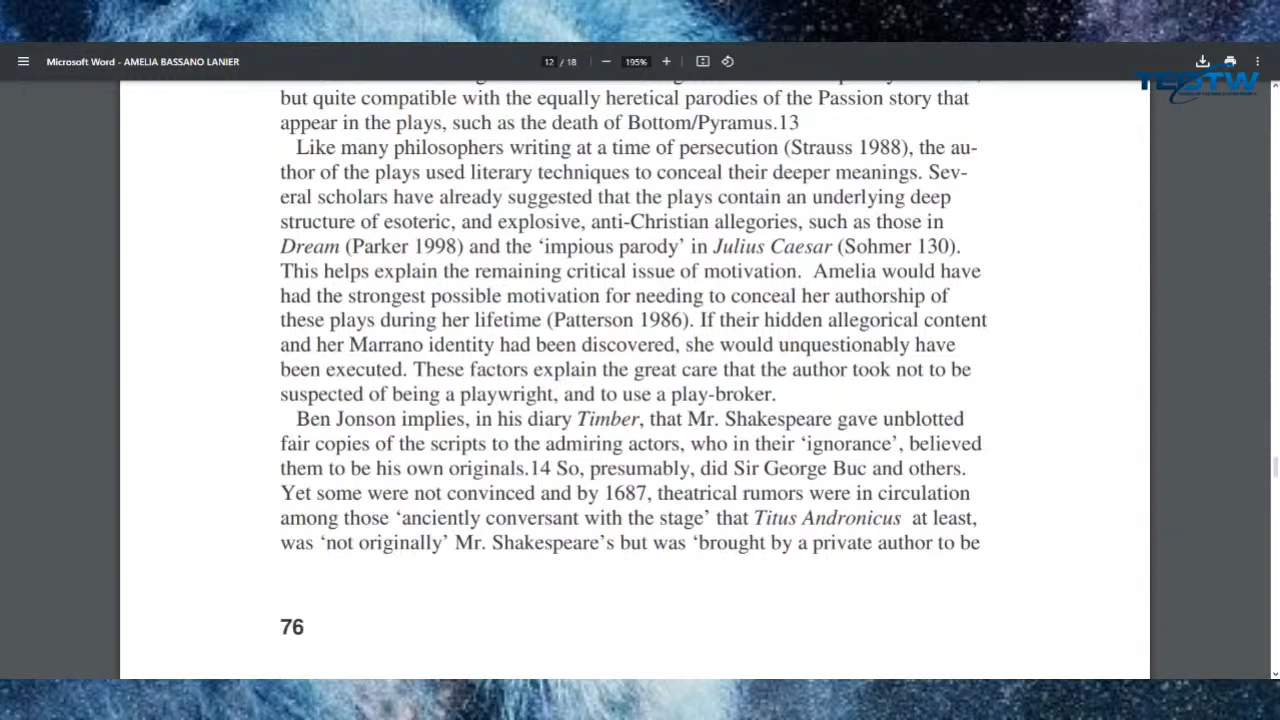 Microsoft Word - AMELIA BASSANO LANIER
12 / 18
195%
TESTW
but quite compatible with the equally heretical parodies of the Passion story that
appear in the plays, such as the death of Bottom/Pyramus.13
Like many philosophers writing at a time of persecution (Strauss 1988), the au-
thor of the plays used literary techniques to conceal their deeper meanings. Sev-
eral scholars have already suggested that the plays contain an underlying deep
structure of esoteric, and explosive, anti-Christian allegories, such as those in
Dream (Parker 1998) and the ‘impious parody’ in Julius Caesar (Sohmer 130).
This helps explain the remaining critical issue of motivation.  Amelia would have
had the strongest possible motivation for needing to conceal her authorship of
these plays during her lifetime (Patterson 1986). If their hidden allegorical content
and her Marrano identity had been discovered, she would unquestionably have
been executed. These factors explain the great care that the author took not to be
suspected of being a playwright, and to use a play-broker.
Ben Jonson implies, in his diary Timber, that Mr. Shakespeare gave unblotted
fair copies of the scripts to the admiring actors, who in their ‘ignorance’, believed
them to be his own originals.14 So, presumably, did Sir George Buc and others.
Yet some were not convinced and by 1687, theatrical rumors were in circulation
among those ‘anciently conversant with the stage’ that Titus Andronicus  at least,
was ‘not originally’ Mr. Shakespeare’s but was ‘brought by a private author to be
76